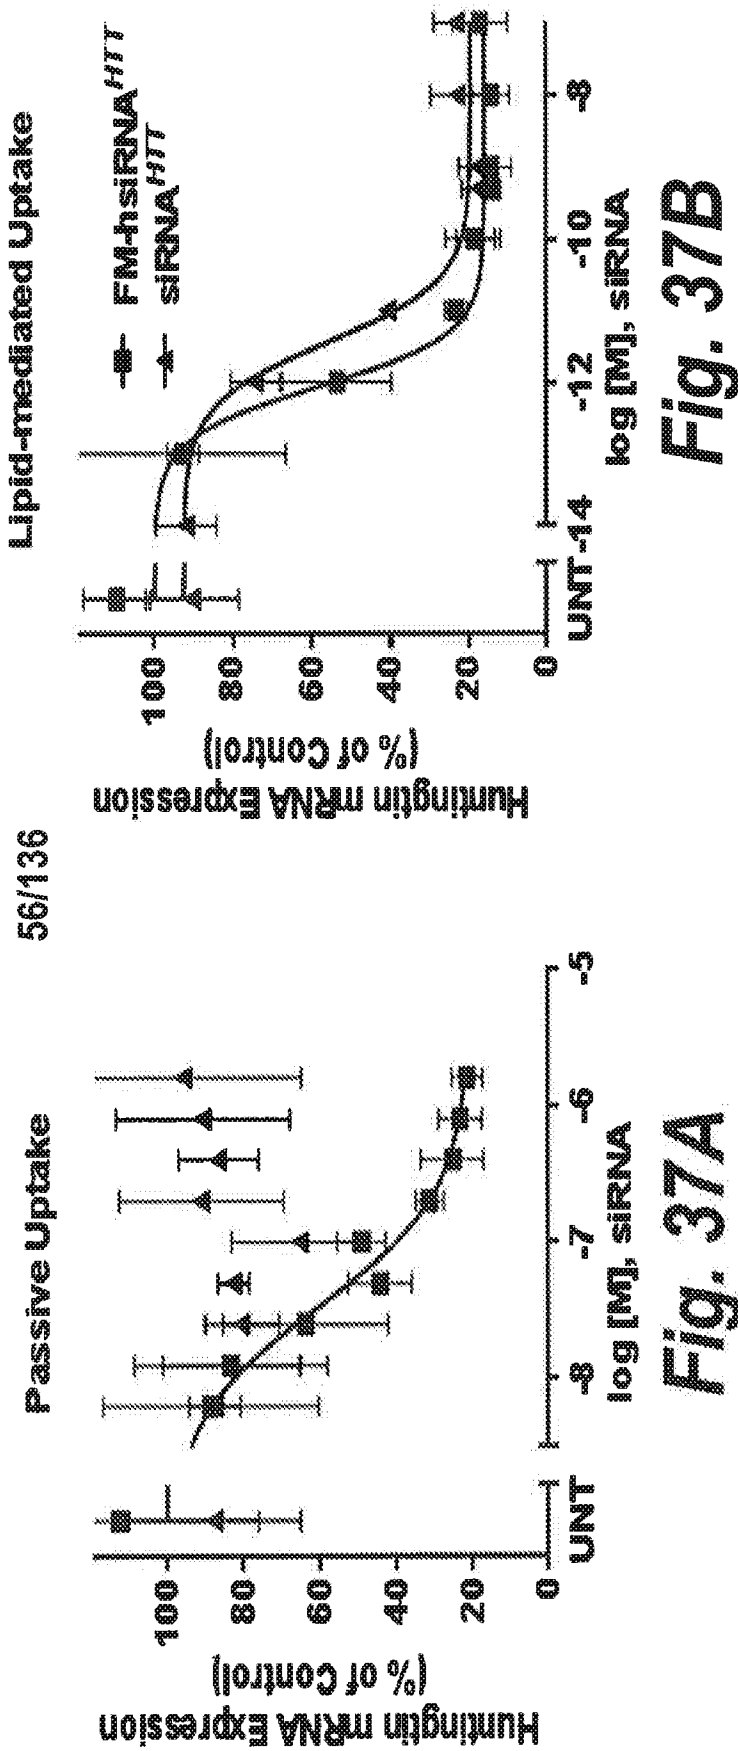 56/136
Passive Uptake
Huntingtin mRNA Expression
(% of Control)
100
80
60
40
20
0
UNT
-8
-7
-6
-5
log [M], siRNA
Fig. 37A
Lipid-mediated Uptake
FM-hsiRNA^HTT
siRNA^HTT
Huntingtin mRNA Expression
(% of Control)
100
80
60
40
20
0
UNT
-14
-12
-10
-8
log [M], siRNA
Fig. 37B